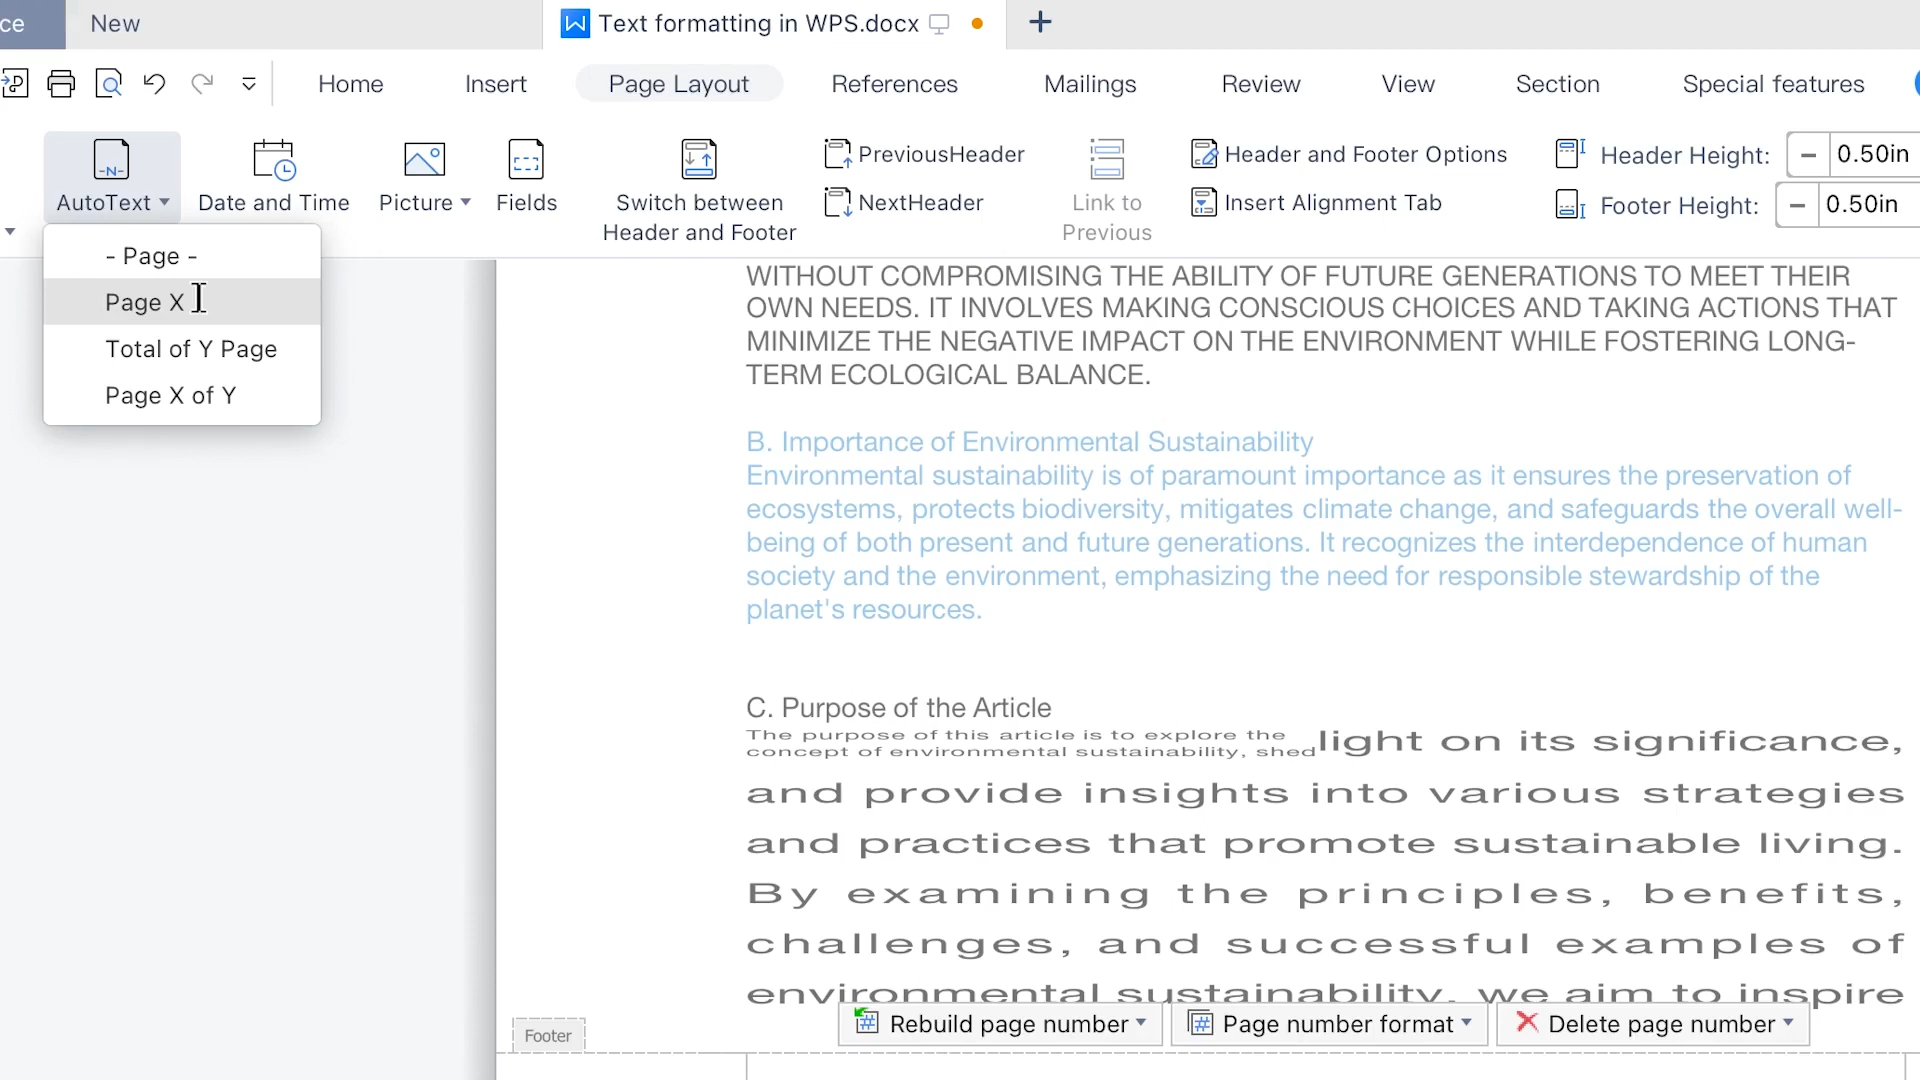 ce
New
Text formatting in WPS.docx
Home
Insert
Page Layout
References
Mailings
Review
View
Section
Special features
-N-
AutoText
Date and Time
Picture
Fields
Switch between
Header and Footer
PreviousHeader
NextHeader
Link to
Previous
Header and Footer Options
Insert Alignment Tab
Header Height:
0.50in
Footer Height:
0.50in
- Page -
Page X
Total of Y Page
Page X of Y
WITHOUT COMPROMISING THE ABILITY OF FUTURE GENERATIONS TO MEET THEIR
OWN NEEDS. IT INVOLVES MAKING CONSCIOUS CHOICES AND TAKING ACTIONS THAT
MINIMIZE THE NEGATIVE IMPACT ON THE ENVIRONMENT WHILE FOSTERING LONG-
TERM ECOLOGICAL BALANCE.
B. Importance of Environmental Sustainability
Environmental sustainability is of paramount importance as it ensures the preservation of
ecosystems, protects biodiversity, mitigates climate change, and safeguards the overall well-
being of both present and future generations. It recognizes the interdependence of human
society and the environment, emphasizing the need for responsible stewardship of the
planet's resources.
C. Purpose of the Article
The purpose of this article is to explore the
concept of environmental sustainability, shed
light on its significance,
and provide insights into various strategies
and practices that promote sustainable living.
By examining the principles, benefits,
challenges, and successful examples of
environmental sustainability, we aim to inspire
Rebuild page number
Page number format
Delete page number
Footer